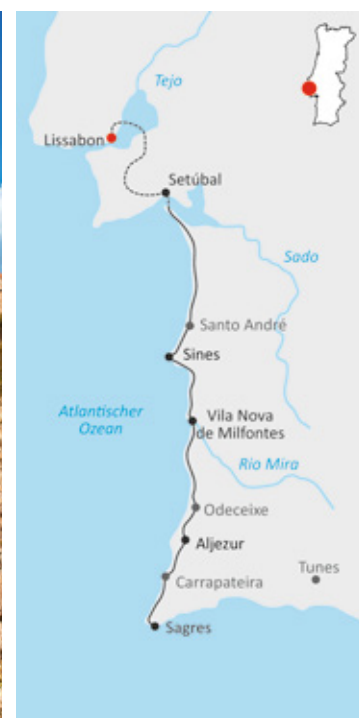 Tejo
Lissabon
Setúbal
Sado
Santo André
Sines
Atlantischer
Ozean
Vila Nova
de Milfontes
Rio Mira
Odeceixe
Aljezur
Tunes
Carrapateira
Sagres